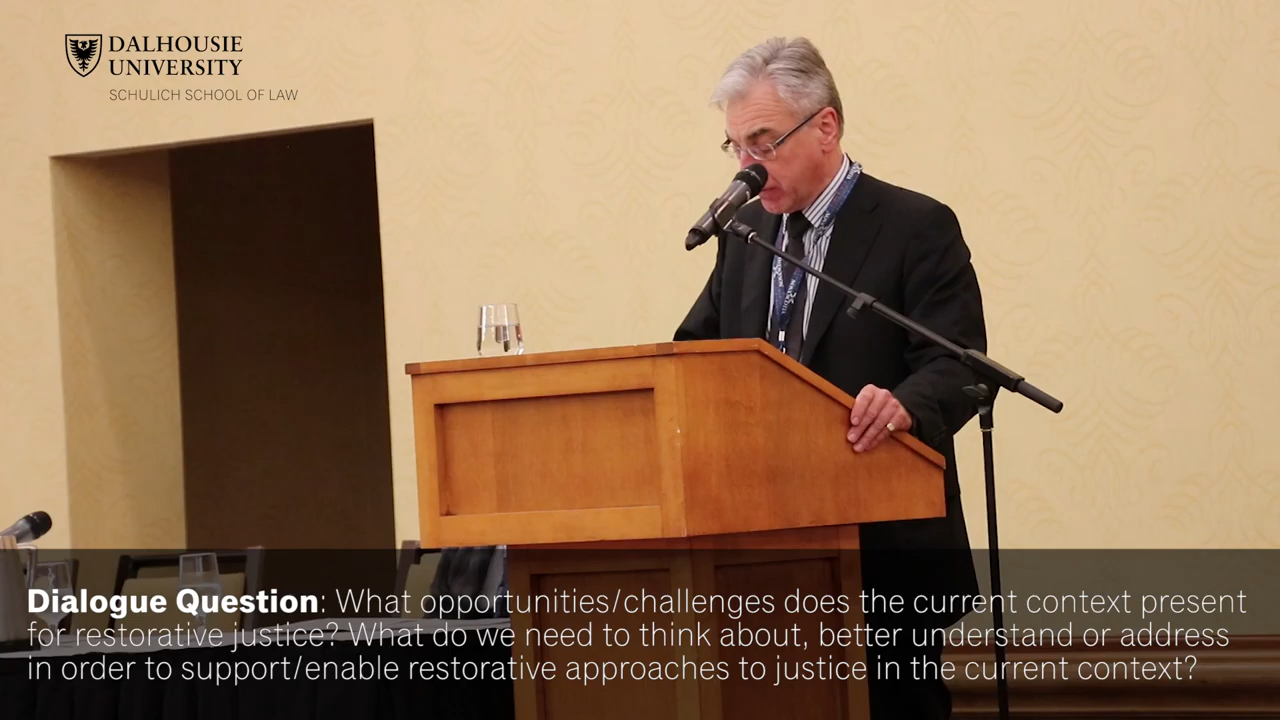 DALHOUSIE
UNIVERSITY
SCHULICH SCHOOL OF LAW
Dialogue Question: What opportunities/challenges does the current context present
for restorative justice? What do we need to think about, better understand or address
in order to support/enable restorative approaches to justice in the current context?